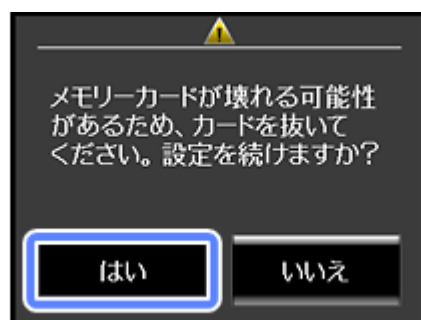 メモリーカードが壊れる可能性
があるため、カードを抜いて
ください。設定を続けますか?
はい
いいえ